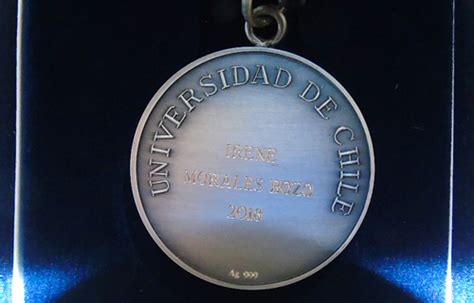 UNIVERSIDAD DE CHILE
IRENE
MORALES BOZO
2018
Ag 999